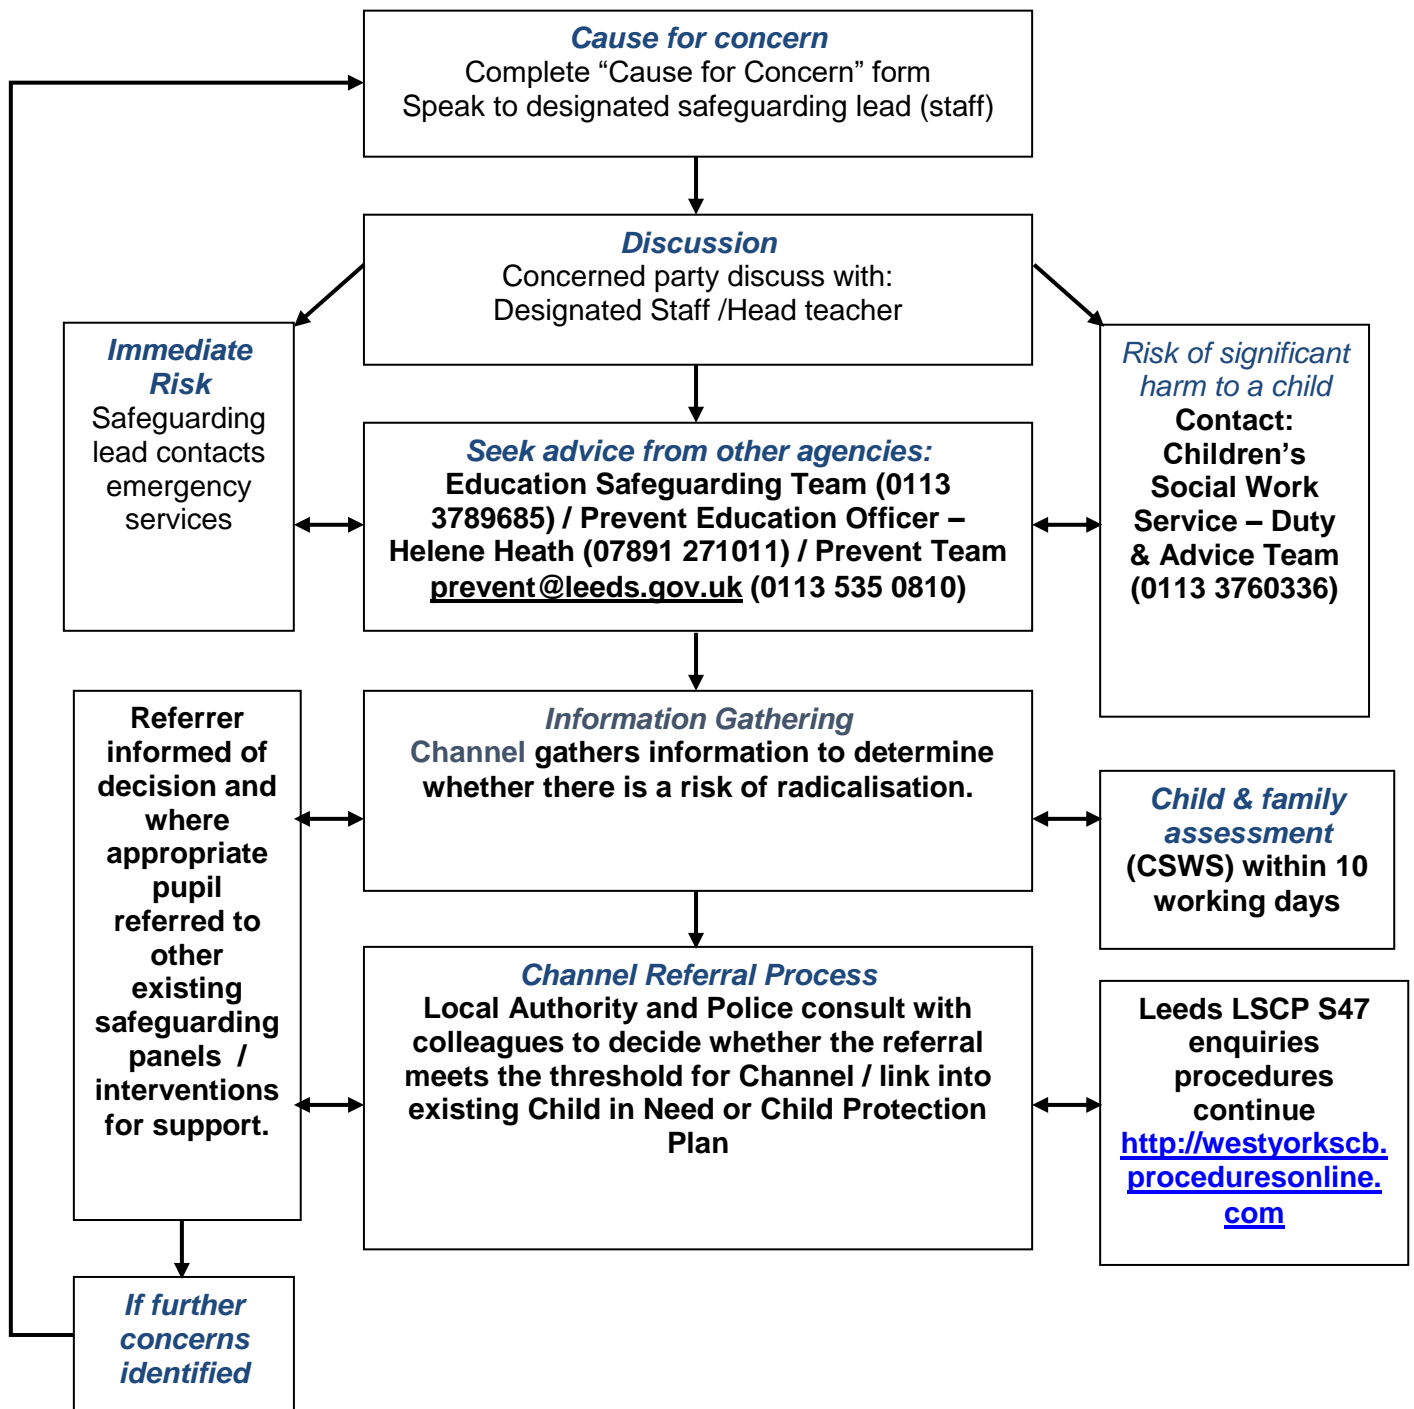 Cause for concern
Complete “Cause for Concern” form
Speak to designated safeguarding lead (staff)
Discussion
Concerned party discuss with:
Designated Staff /Head teacher
Immediate
Risk
Safeguarding
lead contacts
emergency
services
Seek advice from other agencies:
Education Safeguarding Team (0113
3789685) / Prevent Education Officer –
Helene Heath (07891 271011) / Prevent Team
prevent@leeds.gov.uk (0113 535 0810)
Risk of significant
harm to a child
Contact:
Children’s
Social Work
Service – Duty
& Advice Team
(0113 3760336)
Referrer
informed of
decision and
where
appropriate
pupil
referred to
other
existing
safeguarding
panels /
interventions
for support.
Information Gathering
Channel gathers information to determine
whether there is a risk of radicalisation.
Child & family
assessment
(CSWS) within 10
working days
Channel Referral Process
Local Authority and Police consult with
colleagues to decide whether the referral
meets the threshold for Channel / link into
existing Child in Need or Child Protection
Plan
Leeds LSCP S47
enquiries
procedures
continue
http://westyorkscb.
proceduresonline.
com
If further
concerns
identified